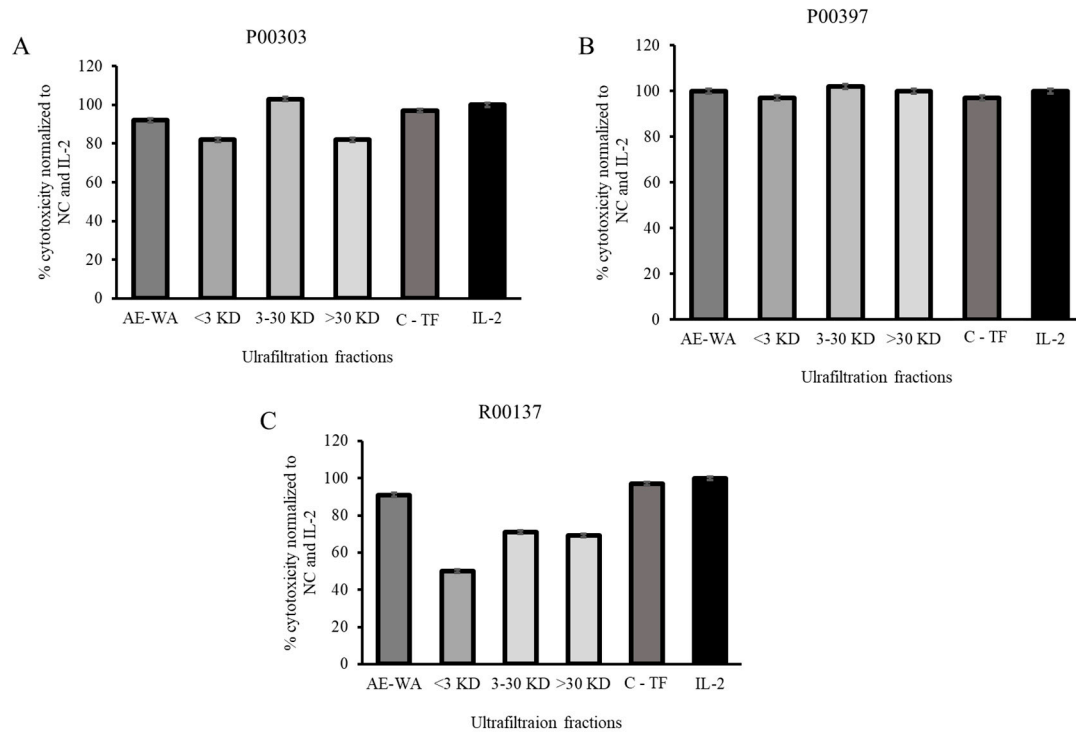 A
P00303
% cytotoxicity normalized to
NC and IL-2
120
100
80
60
40
20
0
AE-WA <3 KD 3-30 KD >30 KD C - TF IL-2
Ulrafiltration fractions
B
P00397
% cytotoxicity normalized to
NC and IL-2
120
100
80
60
40
20
0
AE-WA <3 KD 3-30 KD >30 KD C - TF IL-2
Ulrafiltration fractions
C
R00137
% cytotoxicity normalized to
NC and IL-2
120
100
80
60
40
20
0
AE-WA <3 KD 3-30 KD >30 KD C - TF IL-2
Ultrafiltraion fractions